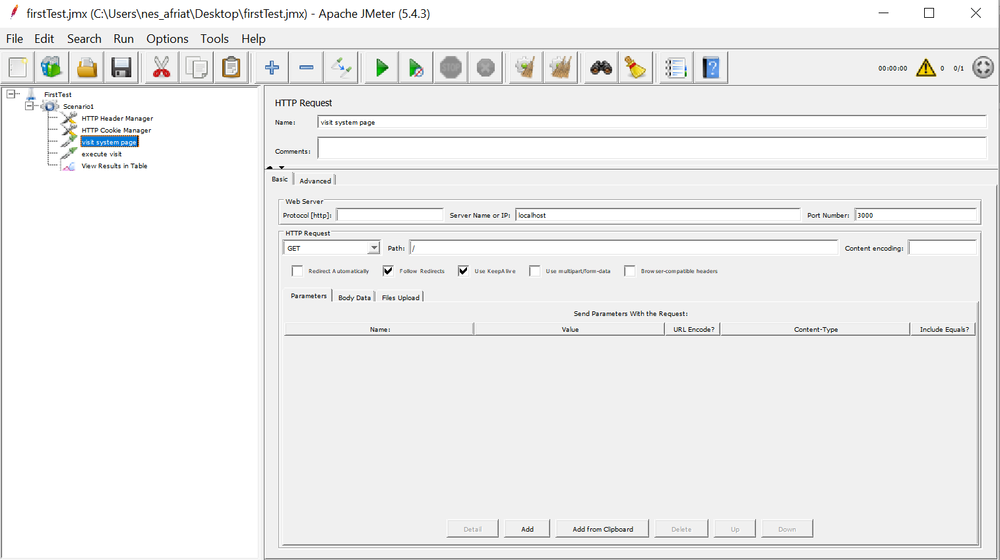 firstTest.jmx (C:\Users\nes_afriat\Desktop\firstTest.jmx) - Apache JMeter (5.4.3)
File Edit Search Run Options Tools Help
STOP
?
00:00:00 0 0/1
FirstTest
Scenario1
HTTP Header Manager
HTTP Cookie Manager
visit system page
execute visit
View Results in Table
HTTP Request
Name: visit system page
Comments:
Basic Advanced
Web Server
Protocol [http]: Server Name or IP: localhost Port Number: 3000
HTTP Request
GET Path: / Content encoding:
Redirect Automatically Follow Redirects Use KeepAlive Use multipart/form-data Browser-compatible headers
Parameters Body Data Files Upload
Send Parameters With the Request:
Name: Value URL Encode? Content-Type Include Equals?
Detail Add Add from Clipboard Delete Up Down